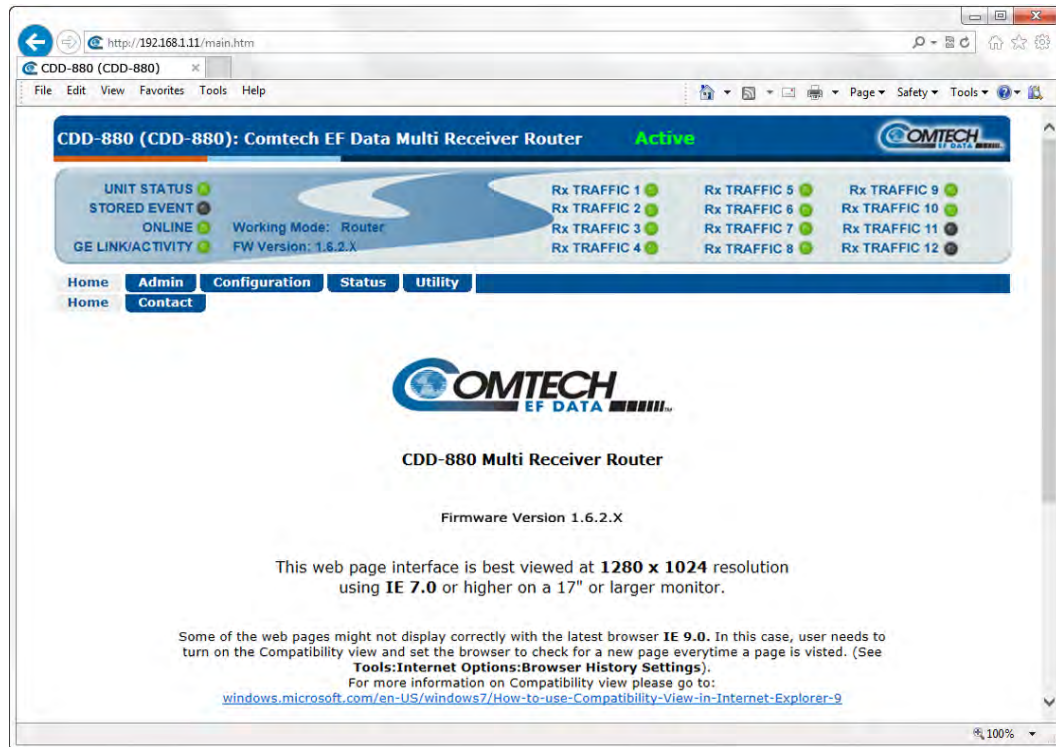 http://192.168.1.11/main.htm
CDD-880 (CDD-880)
File Edit View Favorites Tools Help
Page Safety Tools
CDD-880 (CDD-880): Comtech EF Data Multi Receiver Router Active
COMTECH
EF DATA
UNIT STATUS
STORED EVENT
ONLINE
GE LINK/ACTIVITY
Working Mode: Router
FW Version: 1.6.2.X
Rx TRAFFIC 1
Rx TRAFFIC 2
Rx TRAFFIC 3
Rx TRAFFIC 4
Rx TRAFFIC 5
Rx TRAFFIC 6
Rx TRAFFIC 7
Rx TRAFFIC 8
Rx TRAFFIC 9
Rx TRAFFIC 10
Rx TRAFFIC 11
Rx TRAFFIC 12
Home Admin Configuration Status Utility
Home Contact
COMTECH
EF DATA
CDD-880 Multi Receiver Router
Firmware Version 1.6.2.X
This web page interface is best viewed at 1280 x 1024 resolution
using IE 7.0 or higher on a 17" or larger monitor.
Some of the web pages might not display correctly with the latest browser IE 9.0. In this case, user needs to
turn on the Compatibility view and set the browser to check for a new page everytime a page is visted. (See
Tools:Internet Options:Browser History Settings).
For more information on Compatibility view please go to:
windows.microsoft.com/en-US/windows7/How-to-use-Compatibility-View-in-Internet-Explorer-9
100%